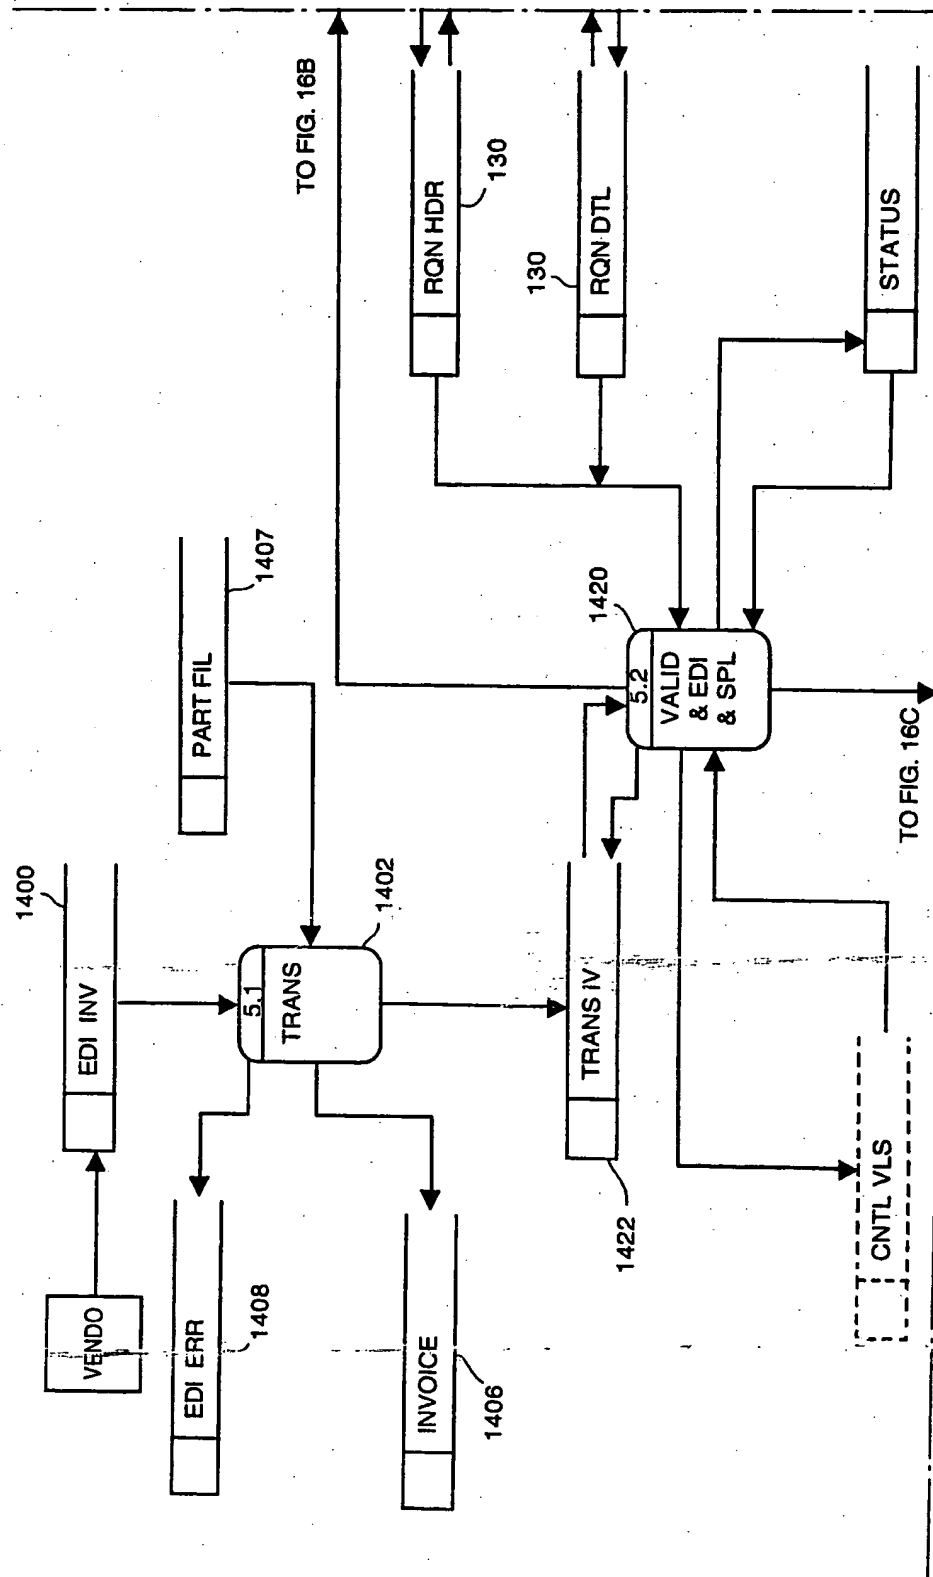 VENDO
EDI INV
1400
PART FIL
1407
TO FIG. 16B
EDI ERR
1408
5.1
TRANS
1402
RQN HDR
130
INVOICE
1406
TRANS IV
1422
5.2
VALID
& EDI
& SPL
1420
RQN DTL
130
CNTL VLS
TO FIG. 16C
STATUS